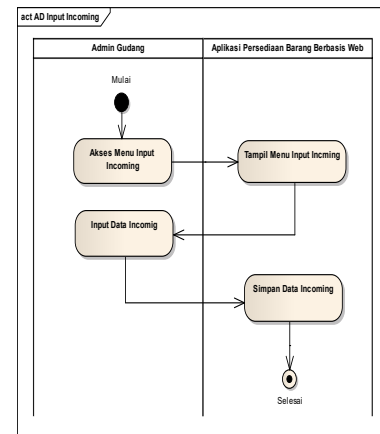 act AD Input Incoming
Admin Gudang
Aplikasi Persediaan Barang Berbasis Web
Mulai
Akses Menu Input
Incoming
Tampil Menu Input Incming
Input Data Incomig
Simpan Data Incoming
Selesai